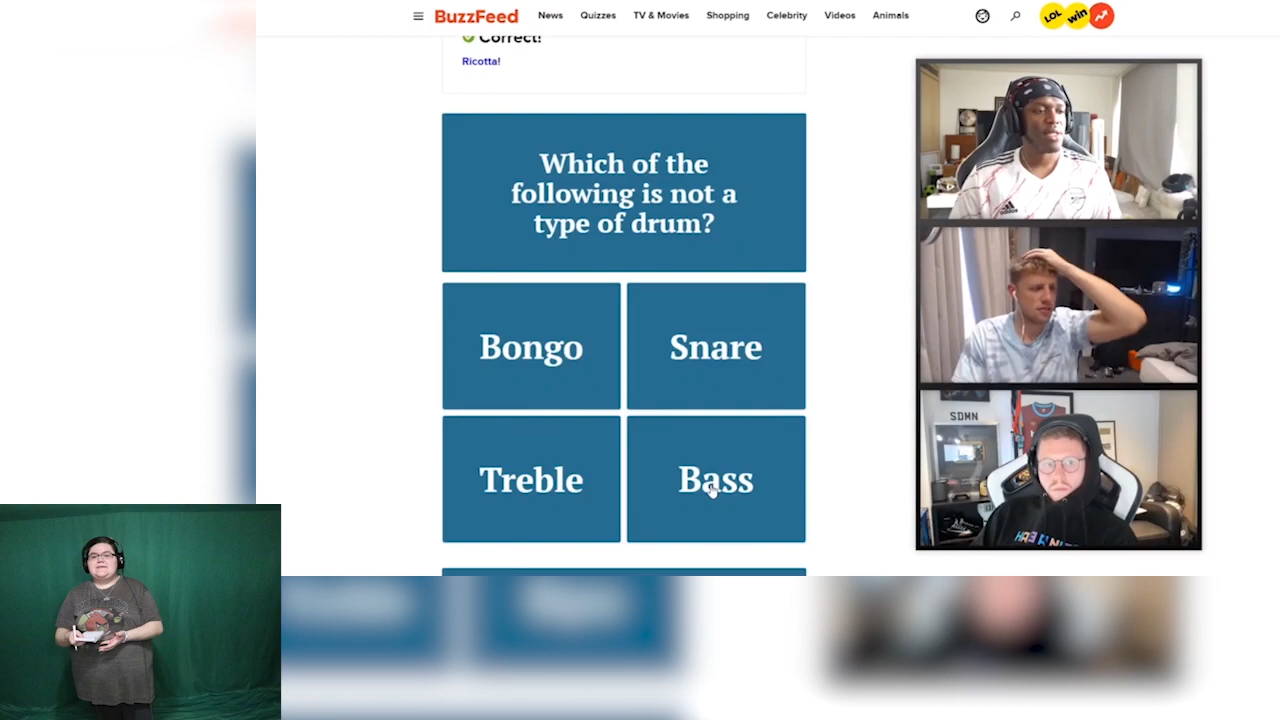 BuzzFeed News Quizzes TV & Movies Shopping Celebrity Videos Animals LOL win
Correct!
Ricotta!
Which of the
following is not a
type of drum?
Bongo
Snare
Treble
Bass
SDMN